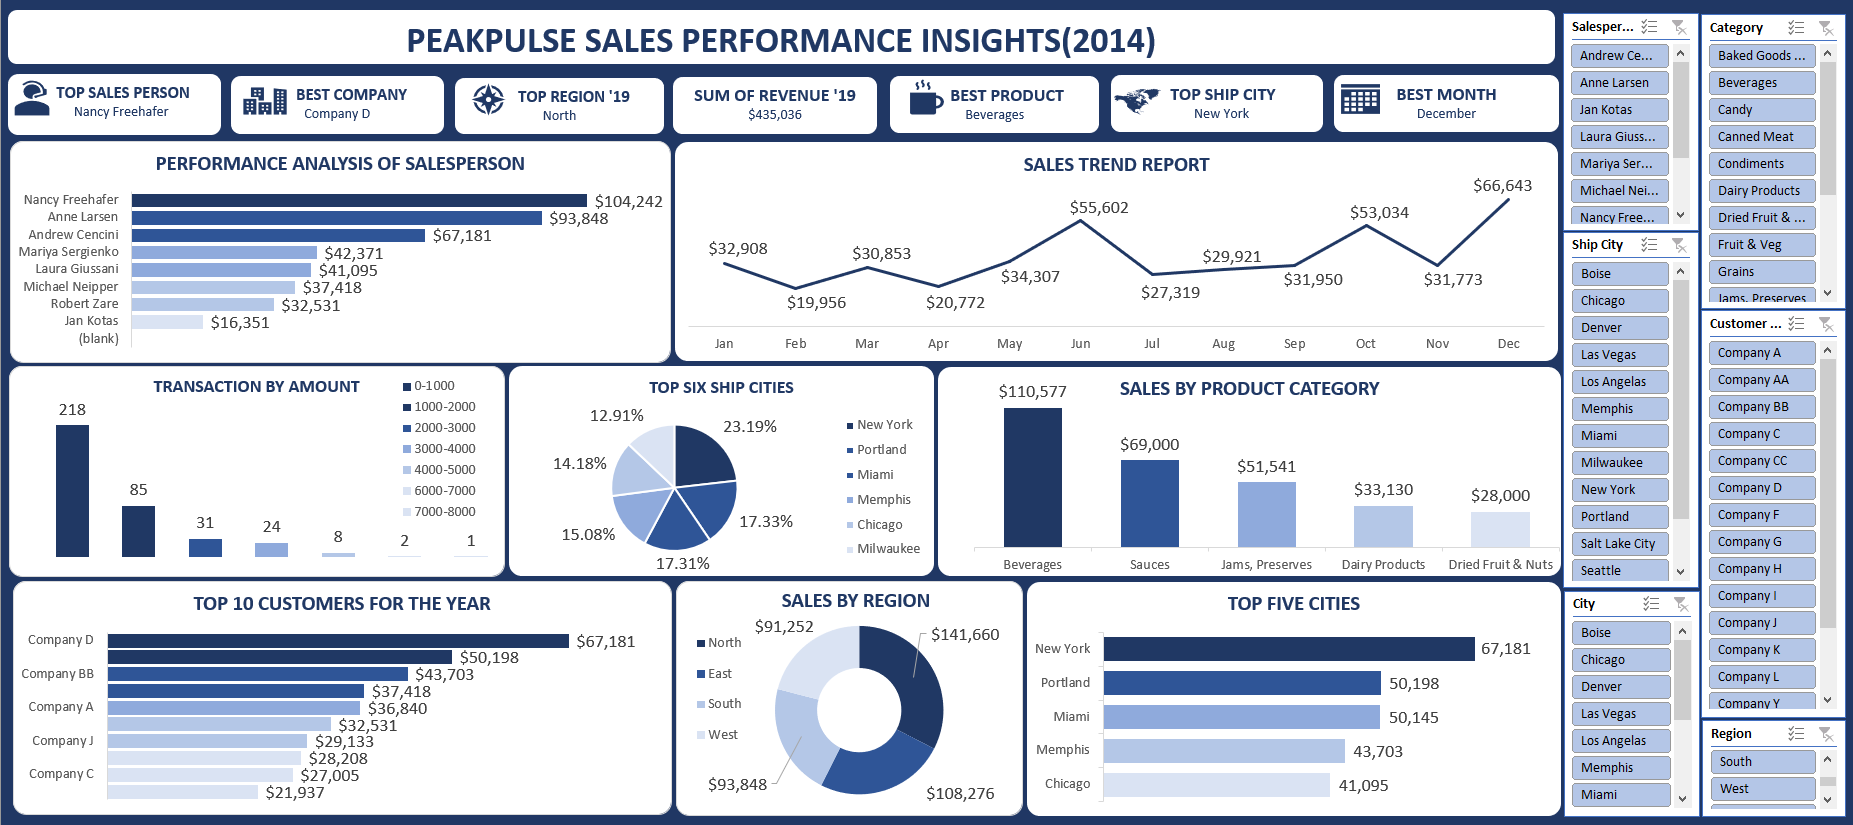 PEAKPULSE SALES PERFORMANCE INSIGHTS(2014)
TOP SALES PERSON
Nancy Freehafer
BEST COMPANY
Company D
TOP REGION '19
North
SUM OF REVENUE '19
$435,036
BEST PRODUCT
Beverages
TOP SHIP CITY
New York
BEST MONTH
December
PERFORMANCE ANALYSIS OF SALESPERSON
Nancy Freehafer $104,242
Anne Larsen $93,848
Andrew Cencini $67,181
Mariya Sergienko $42,371
Laura Giussani $41,095
Michael Neipper $37,418
Robert Zare $32,531
Jan Kotas $16,351
(blank)
SALES TREND REPORT
$32,908
$19,956
$30,853
$20,772
$34,307
$55,602
$27,319
$29,921
$31,950
$53,034
$31,773
$66,643
Jan Feb Mar Apr May Jun Jul Aug Sep Oct Nov Dec
TRANSACTION BY AMOUNT
218
85
31
24
8
2
1
0-1000
1000-2000
2000-3000
3000-4000
4000-5000
6000-7000
7000-8000
TOP SIX SHIP CITIES
23.19%
17.33%
17.31%
15.08%
14.18%
12.91%
New York
Portland
Miami
Memphis
Chicago
Milwaukee
SALES BY PRODUCT CATEGORY
$110,577
$69,000
$51,541
$33,130
$28,000
Beverages Sauces Jams, Preserves Dairy Products Dried Fruit & Nuts
TOP 10 CUSTOMERS FOR THE YEAR
Company D $67,181
$50,198
Company BB $43,703
$37,418
Company A $36,840
$32,531
Company J $29,133
$28,208
Company C $27,005
$21,937
SALES BY REGION
North
East
South
West
$91,252
$141,660
$93,848
$108,276
TOP FIVE CITIES
New York 67,181
Portland 50,198
Miami 50,145
Memphis 43,703
Chicago 41,095
Salesper...
Andrew Ce...
Anne Larsen
Jan Kotas
Laura Giuss...
Mariya Ser...
Michael Nei...
Nancy Free...
Ship City
Boise
Chicago
Denver
Las Vegas
Los Angelas
Memphis
Miami
Milwaukee
New York
Portland
Salt Lake City
Seattle
City
Boise
Chicago
Denver
Las Vegas
Los Angelas
Memphis
Miami
Category
Baked Goods ...
Beverages
Candy
Canned Meat
Condiments
Dairy Products
Dried Fruit & ...
Fruit & Veg
Grains
Jams, Preserves
Customer ...
Company A
Company AA
Company BB
Company C
Company CC
Company D
Company F
Company G
Company H
Company I
Company J
Company K
Company L
Company Y
Region
South
West